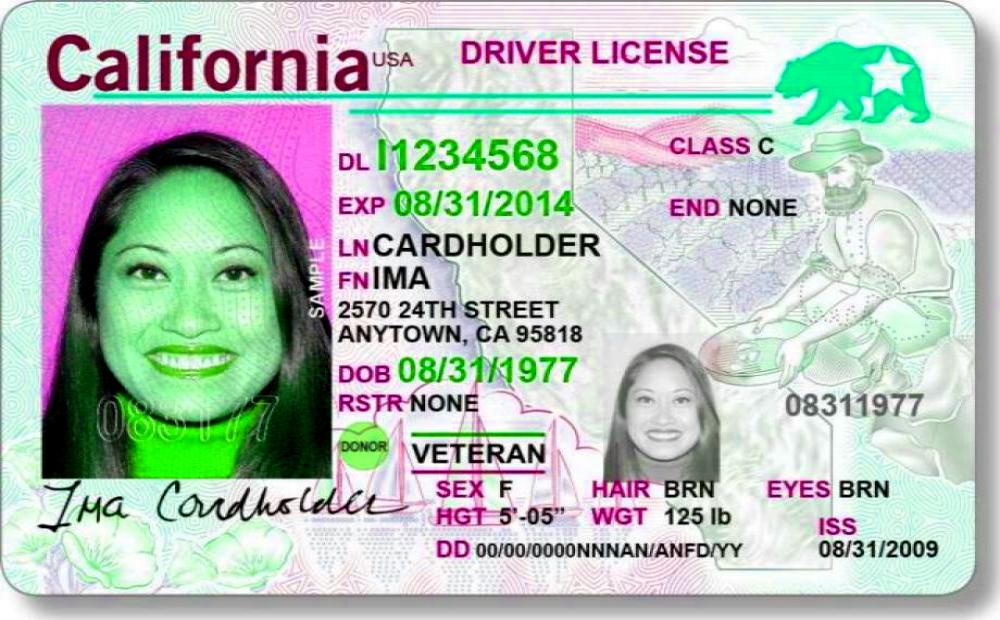 California USA DRIVER LICENSE
DL I1234568 CLASS C
EXP 08/31/2014 END NONE
LN CARDHOLDER
FN IMA
2570 24TH STREET
ANYTOWN, CA 95818
DOB 08/31/1977
RSTR NONE 08311977
SAMPLE
083177
DONOR VETERAN
Ima Cardholder
SEX F HAIR BRN EYES BRN
HGT 5'-05" WGT 125 lb ISS
DD 00/00/0000NNNAN/ANFD/YY 08/31/2009